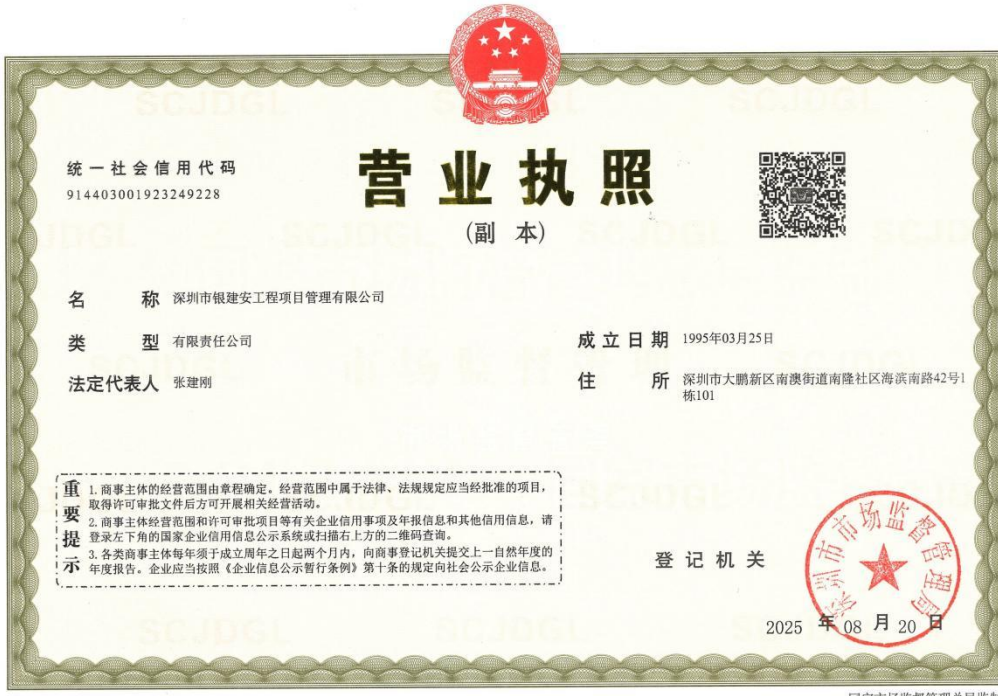 统一社会信用代码
914403001923249228
营业执照
(副 本)
名 称 深圳市银建安工程项目管理有限公司
类 型 有限责任公司
法定代表人 张建刚
成立日期 1995年03月25日
住 所 深圳市大鹏新区南澳街道南隆社区海滨南路42号1
栋101
重要提示
1. 商事主体的经营范围由章程确定。经营范围中属于法律、法规规定应当经批准的项目，
取得许可审批文件后方可开展相关经营活动。
2. 商事主体经营范围和许可审批项目等有关企业信用事项及年报信息和其他信用信息，请
登录左下角的国家企业信用信息公示系统或扫描右上方的二维码查询。
3. 各类商事主体每年须于成立周年之日起两个月内，向商事登记机关提交上一自然年度的
年度报告。企业应当按照《企业信息公示暂行条例》第十条的规定向社会公示企业信息。
登记机关
深圳市市场监督管理局
2025 年 08 月 20 日
SCJDGL
市场监督管理